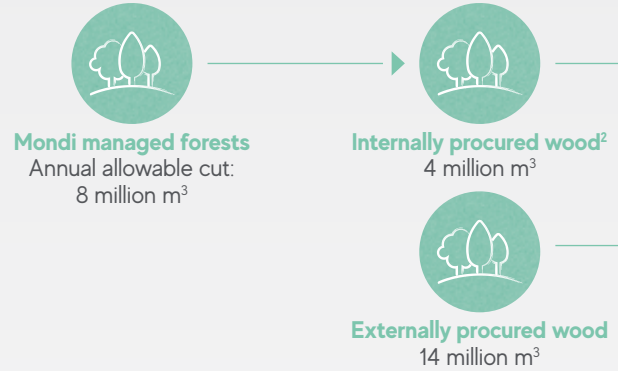 Mondi managed forests
Annual allowable cut:
8 million m³
Internally procured wood²
4 million m³
Externally procured wood
14 million m³